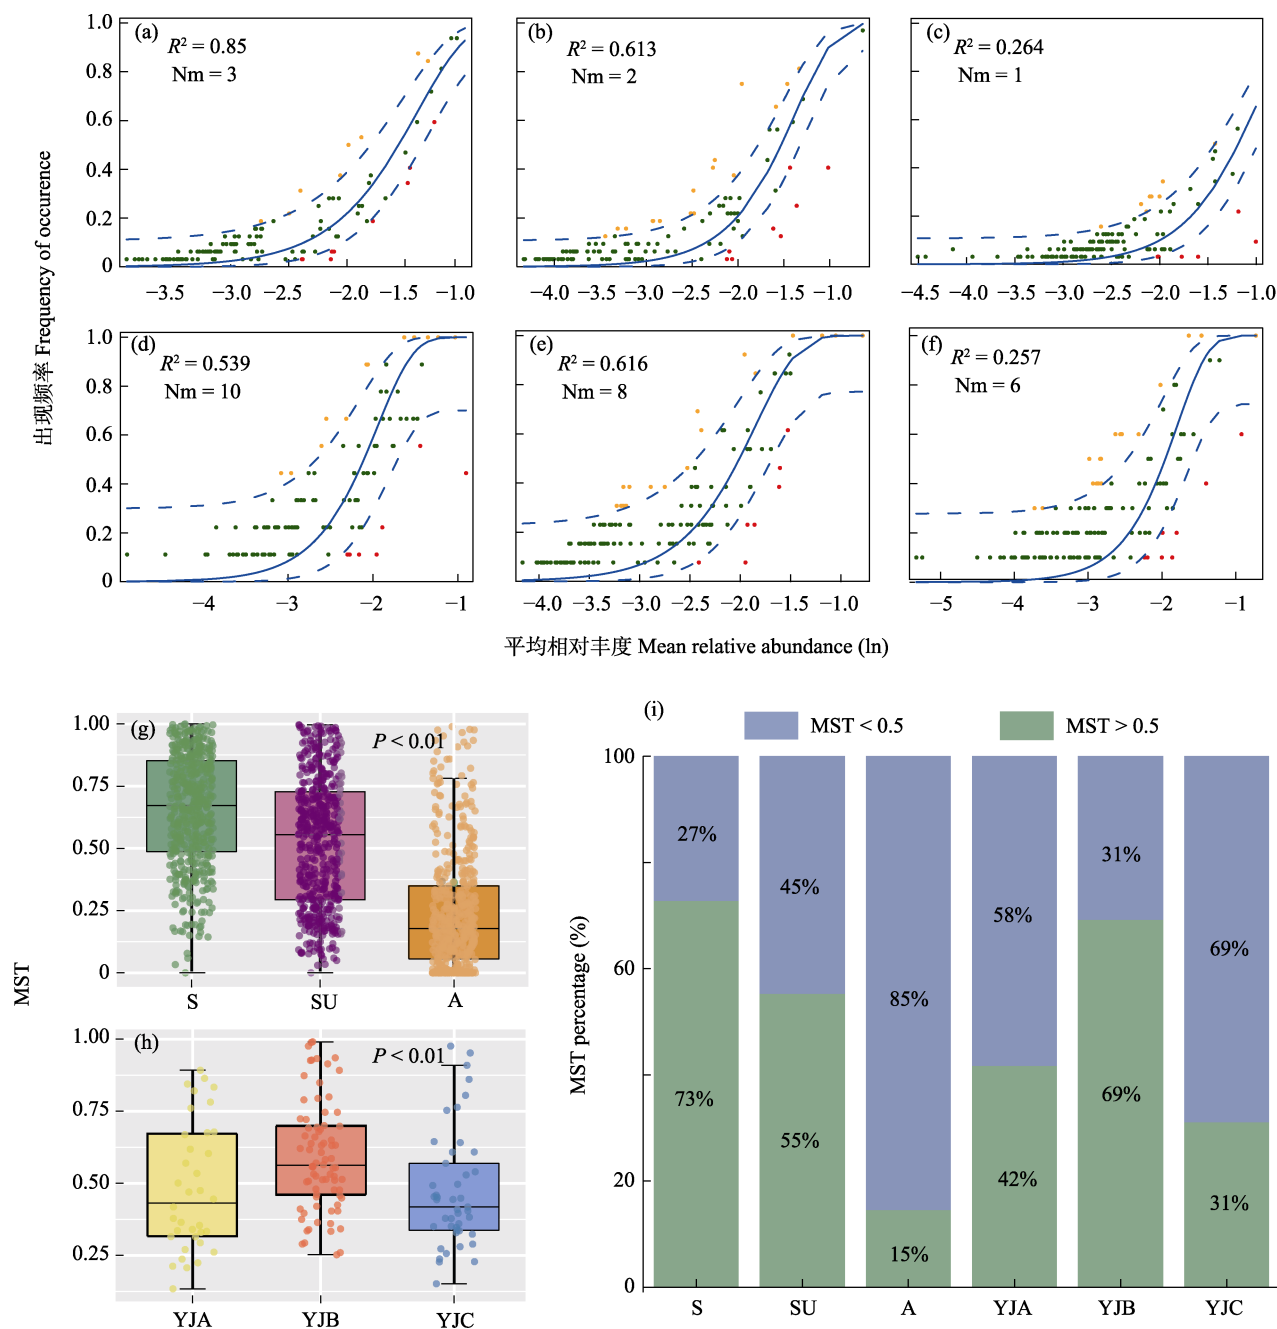 (a)
R² = 0.85
Nm = 3
(b)
R² = 0.613
Nm = 2
(c)
R² = 0.264
Nm = 1
1.0
0.8
0.6
0.4
0.2
0
−3.5 −3.0 −2.5 −2.0 −1.5 −1.0
−4.0 −3.5 −3.0 −2.5 −2.0 −1.5 −1.0
−4.5 −4.0 −3.5 −3.0 −2.5 −2.0 −1.5 −1.0
出现频率 Frequency of occurence
(d)
R² = 0.539
Nm = 10
(e)
R² = 0.616
Nm = 8
(f)
R² = 0.257
Nm = 6
1.0
0.8
0.6
0.4
0.2
0
−4 −3 −2 −1
−4.0 −3.5 −3.0 −2.5 −2.0 −1.5 −1.0
−5 −4 −3 −2 −1
平均相对丰度 Mean relative abundance (ln)
(g)
P < 0.01
1.00
0.75
0.50
0.25
0
S SU A
MST
(h)
P < 0.01
1.00
0.75
0.50
0.25
YJA YJB YJC
(i)
MST < 0.5
MST > 0.5
MST percentage (%)
100
60
20
0
27%
73%
45%
55%
85%
15%
58%
42%
31%
69%
69%
31%
S SU A YJA YJB YJC